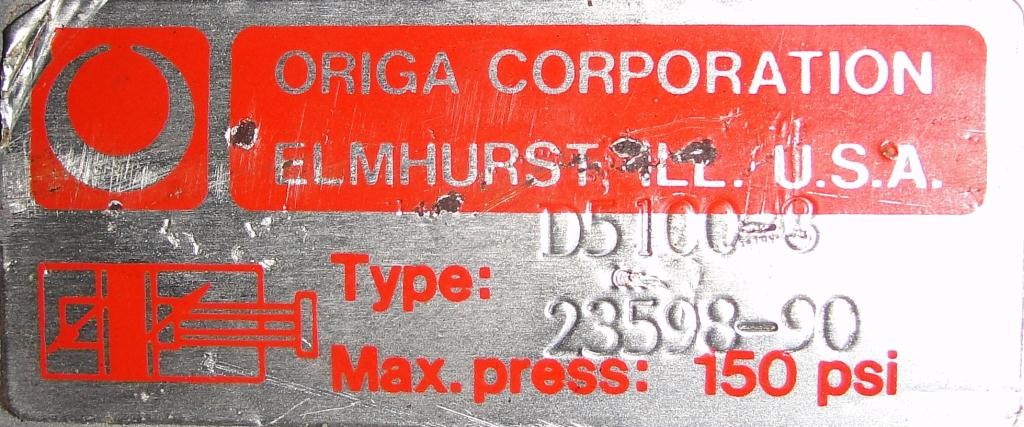 ORIGA CORPORATION
ELMHURST, ILL. U.S.A.
D5100-8
Type:
23598-90
Max. press: 150 psi